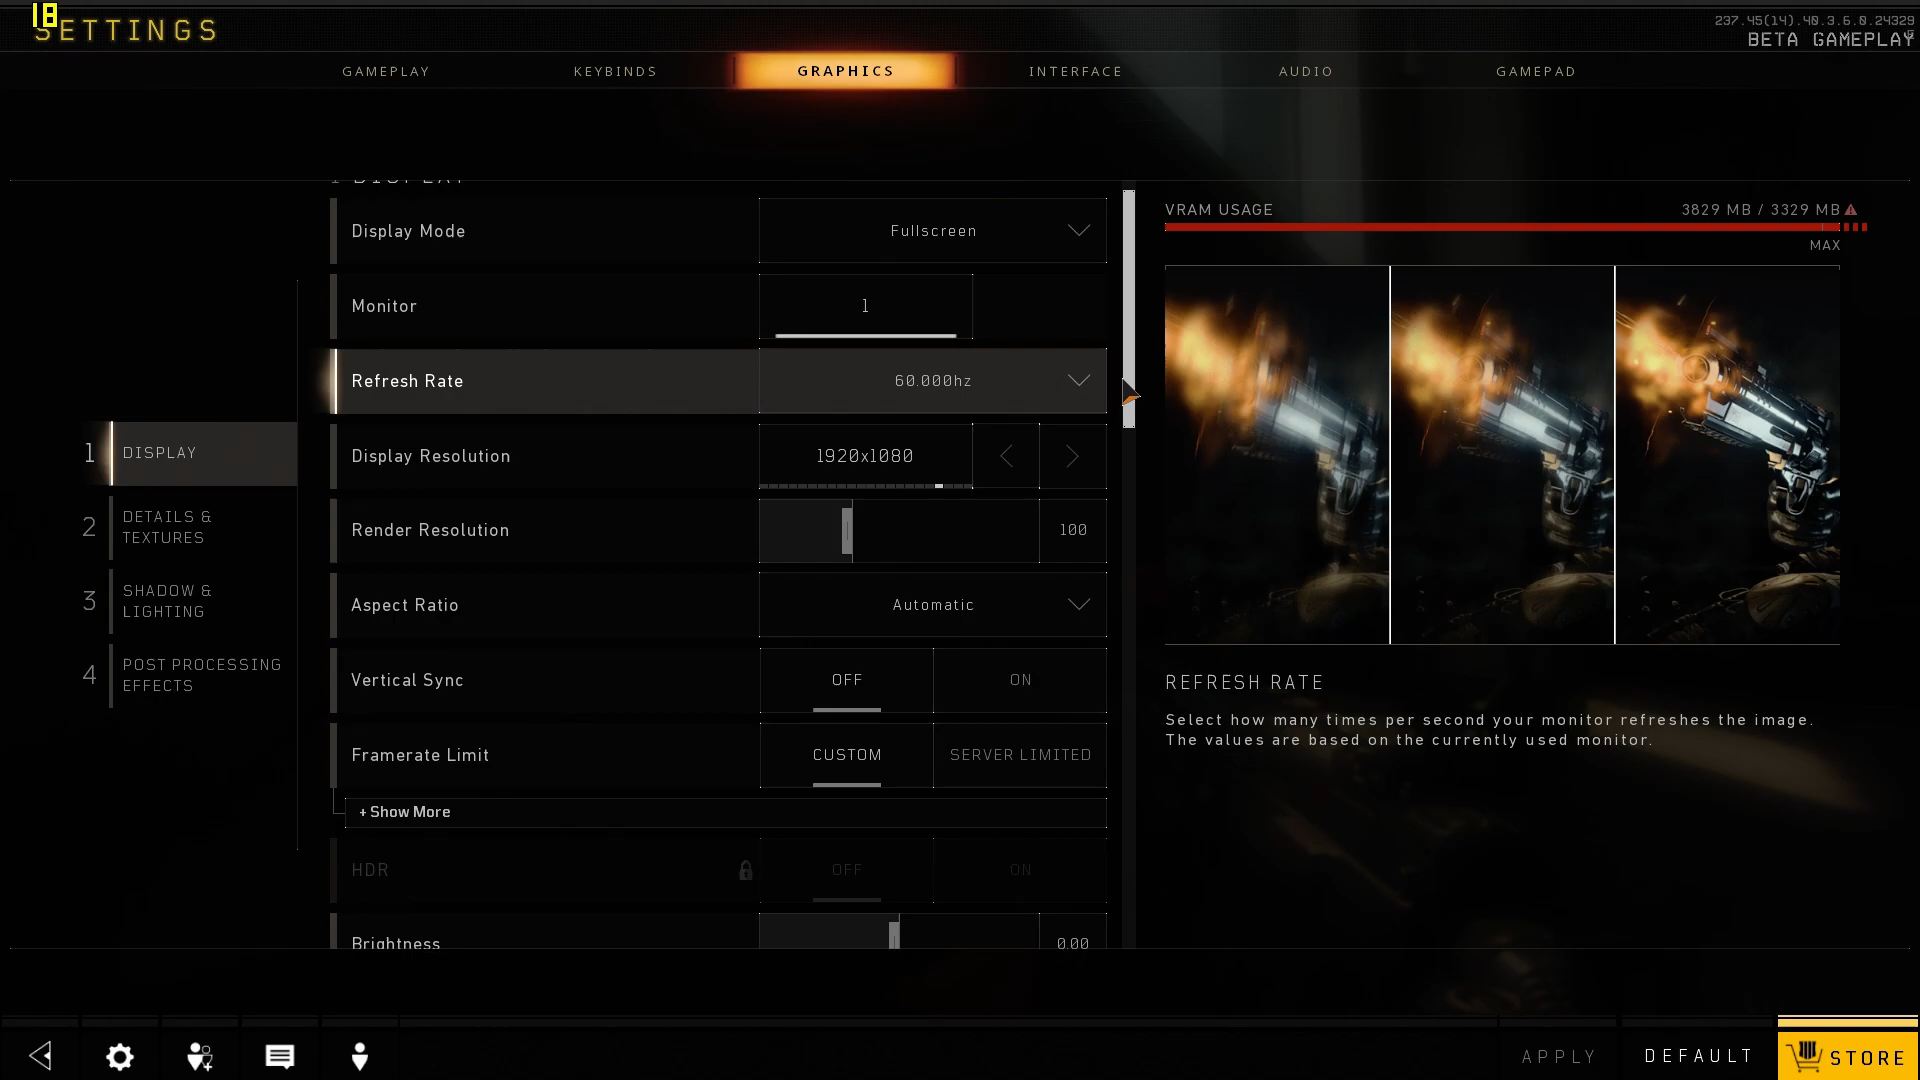 18
SETTINGS
237.45(14).40.3.6.0.24329
BETA GAMEPLAY
GAMEPLAY
KEYBINDS
GRAPHICS
INTERFACE
AUDIO
GAMEPAD
1 DISPLAY
2 DETAILS &
TEXTURES
3 SHADOW &
LIGHTING
4 POST PROCESSING
EFFECTS
DISPLAY
Display Mode Fullscreen
Monitor 1
Refresh Rate 60.000hz
Display Resolution 1920x1080
Render Resolution 100
Aspect Ratio Automatic
Vertical Sync OFF ON
Framerate Limit CUSTOM SERVER LIMITED
+ Show More
HDR OFF ON
Brightness 0.00
VRAM USAGE 3829 MB / 3329 MB
MAX
REFRESH RATE
Select how many times per second your monitor refreshes the image.
The values are based on the currently used monitor.
APPLY
DEFAULT
STORE